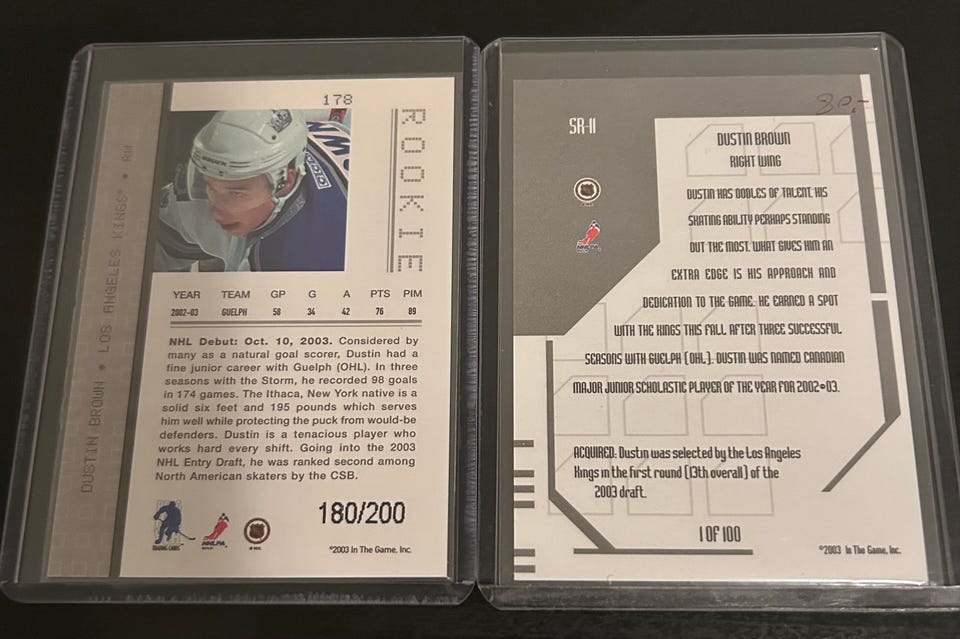 178
ROOKIE
DUSTIN BROWN • LOS ANGELES KINGS • RW
YEAR TEAM GP G A PTS PIM
2002-03 GUELPH 58 34 42 76 89
NHL Debut: Oct. 10, 2003. Considered by
many as a natural goal scorer, Dustin had a
fine junior career with Guelph (OHL). In three
seasons with the Storm, he recorded 98 goals
in 174 games. The Ithaca, New York native is a
solid six feet and 195 pounds which serves
him well while protecting the puck from would-be
defenders. Dustin is a tenacious player who
works hard every shift. Going into the 2003
NHL Entry Draft, he was ranked second among
North American skaters by the CSB.
180/200
TRADING CARDS
NHLPA
©2003 In The Game, Inc.
80.-
SR-11
DUSTIN BROWN
RIGHT WING
DUSTIN HAS OODLES OF TALENT, HIS
SKATING ABILITY PERHAPS STANDING
OUT THE MOST. WHAT GIVES HIM AN
EXTRA EDGE IS HIS APPROACH AND
DEDICATION TO THE GAME. HE EARNED A SPOT
WITH THE KINGS THIS FALL AFTER THREE SUCCESSFUL
SEASONS WITH GUELPH (OHL). DUSTIN WAS NAMED CANADIAN
MAJOR JUNIOR SCHOLASTIC PLAYER OF THE YEAR FOR 2002-03.
NHLPA
ACQUIRED: Dustin was selected by the Los Angeles
Kings in the first round (13th overall) of the
2003 draft.
1 OF 100
©2003 In The Game, Inc.